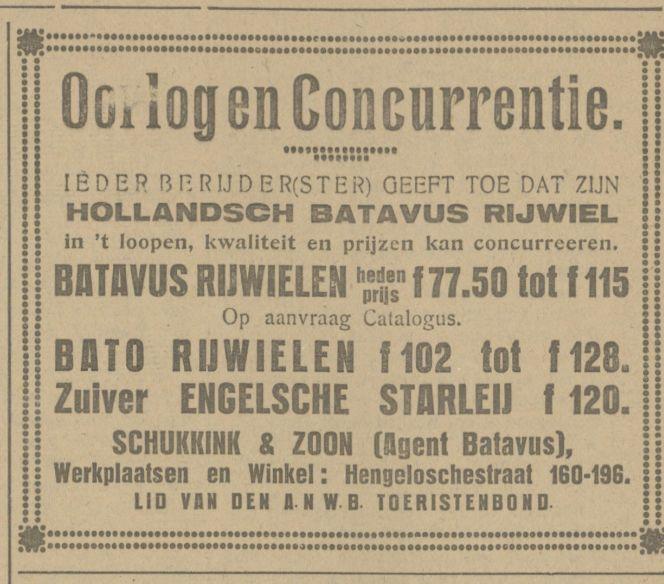 Oorlog en Concurrentie.
IEDER BERIJDER(STER) GEEFT TOE DAT ZIJN
HOLLANDSCH BATAVUS RIJWIEL
in 't loopen, kwaliteit en prijzen kan concurreeren.
BATAVUS RIJWIELEN heden prijs f 77.50 tot f 115
Op aanvraag Catalogus.
BATO RIJWIELEN f 102 tot f 128.
Zuiver ENGELSCHE STARLEIJ f 120.
SCHUKKINK & ZOON (Agent Batavus),
Werkplaatsen en Winkel: Hengeloschestraat 160-196.
LID VAN DEN A.N.W.B. TOERISTENBOND.